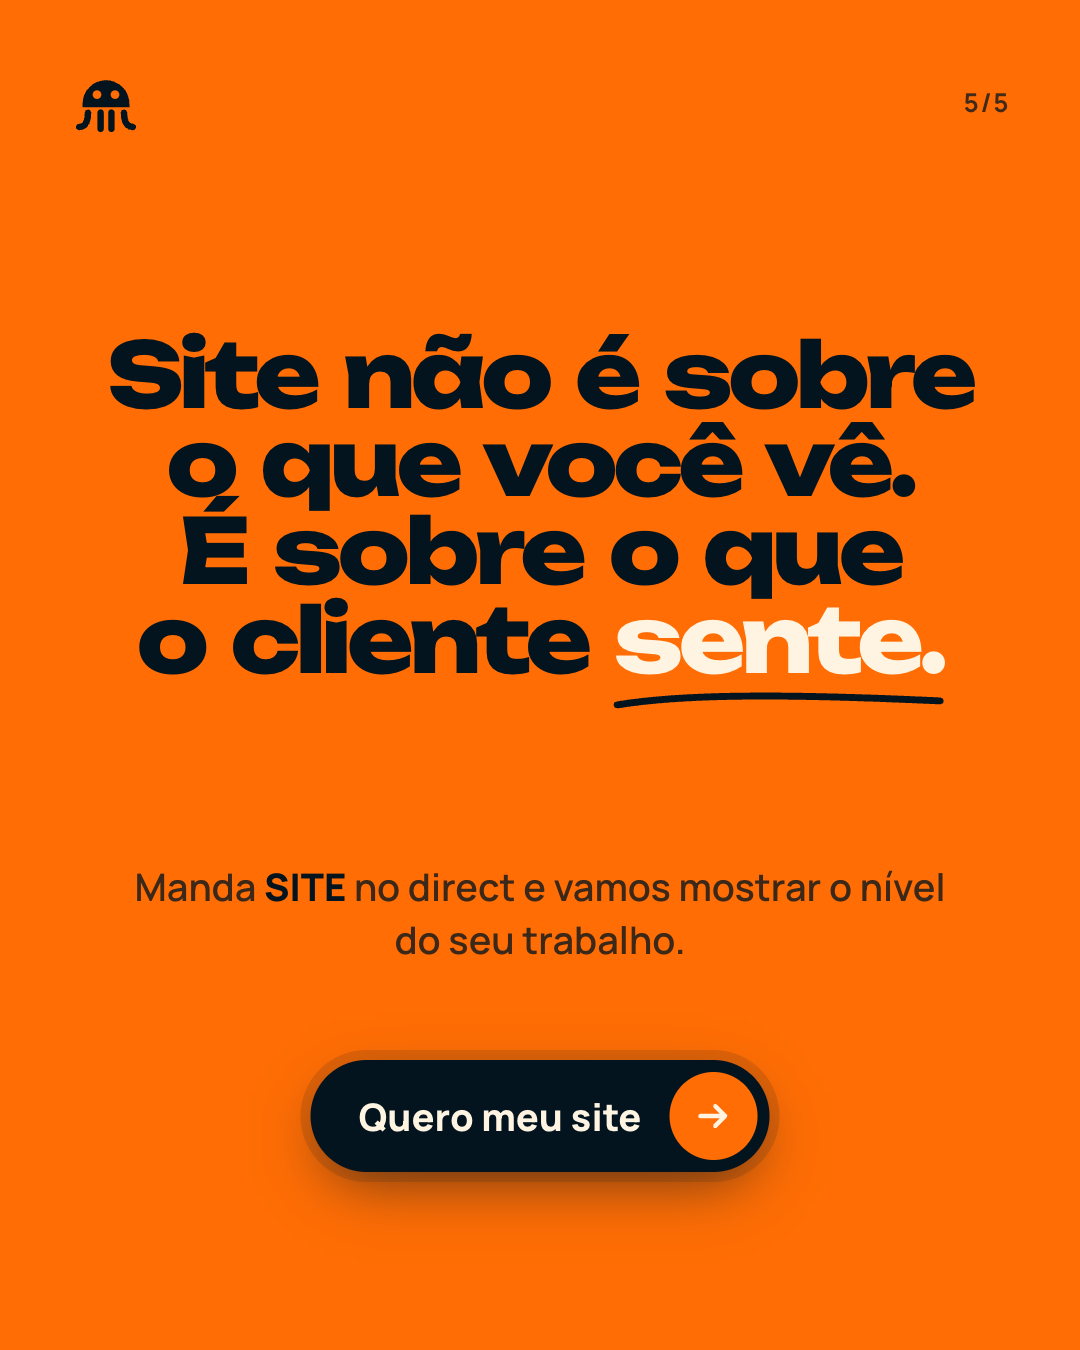 5/5
Site não é sobre
o que você vê.
É sobre o que
o cliente sente.
Manda SITE no direct e vamos mostrar o nível
do seu trabalho.
Quero meu site